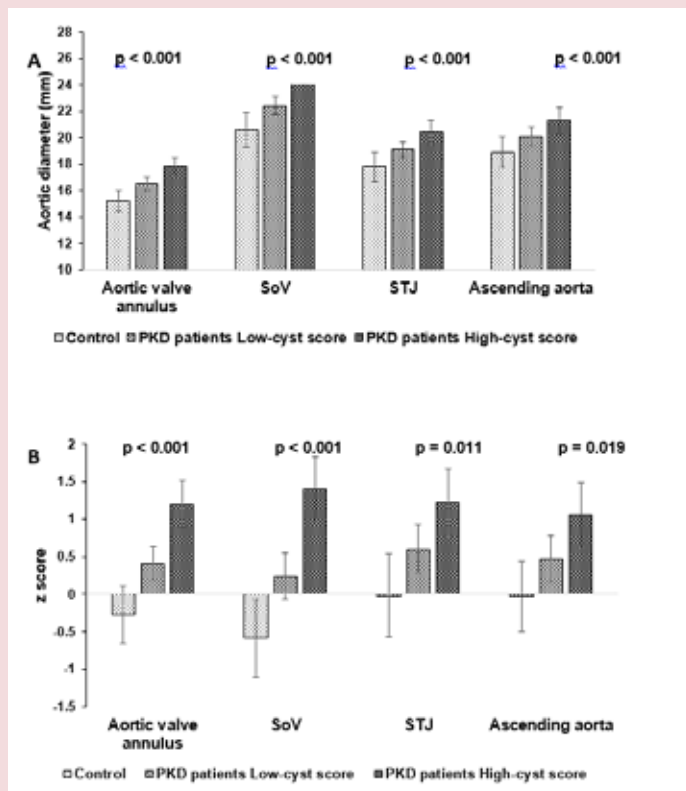 A
p < 0.001 p < 0.001 p < 0.001 p < 0.001
Aortic diameter (mm)
28
26
24
22
20
18
16
14
12
10
Aortic valve annulus SoV STJ Ascending aorta
Control PKD patients Low-cyst score PKD patients High-cyst score
B
p < 0.001 p < 0.001 p = 0.011 p = 0.019
z score
2
1.5
1
0.5
0
-0.5
-1
-1.5
Aortic valve annulus SoV STJ Ascending aorta
Control PKD patients Low-cyst score PKD patients High-cyst score